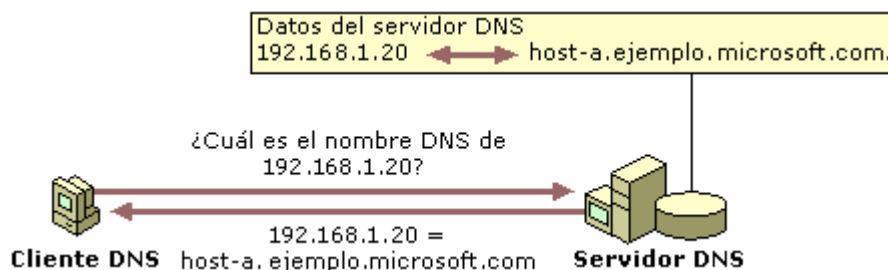 Datos del servidor DNS
192.168.1.20 host-a.ejemplo.microsoft.com.
¿Cuál es el nombre DNS de
192.168.1.20?
192.168.1.20 =
host-a. ejemplo.microsoft.com
Cliente DNS
Servidor DNS